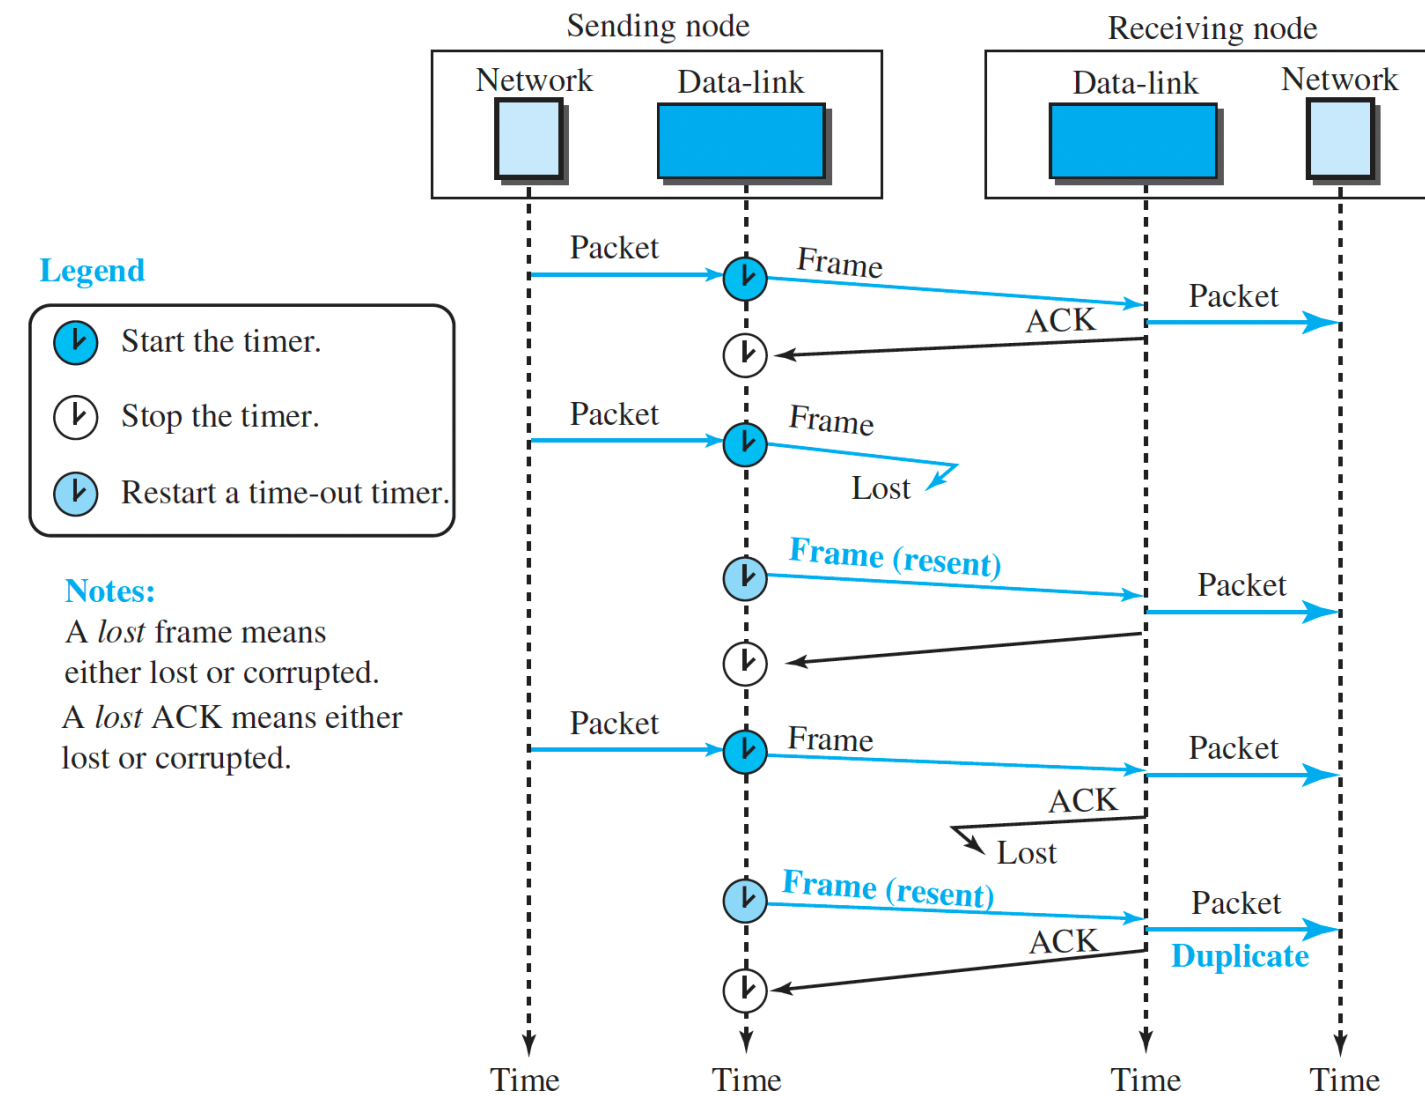 Sending node
Receiving node
Network
Data-link
Data-link
Network
Packet
Frame
Packet
ACK
Legend
Start the timer.
Stop the timer.
Restart a time-out timer.
Packet
Frame
Lost
Frame (resent)
Packet
Notes:
A lost frame means
either lost or corrupted.
A lost ACK means either
lost or corrupted.
Packet
Frame
Packet
ACK
Lost
Frame (resent)
Packet
ACK
Duplicate
Time
Time
Time
Time